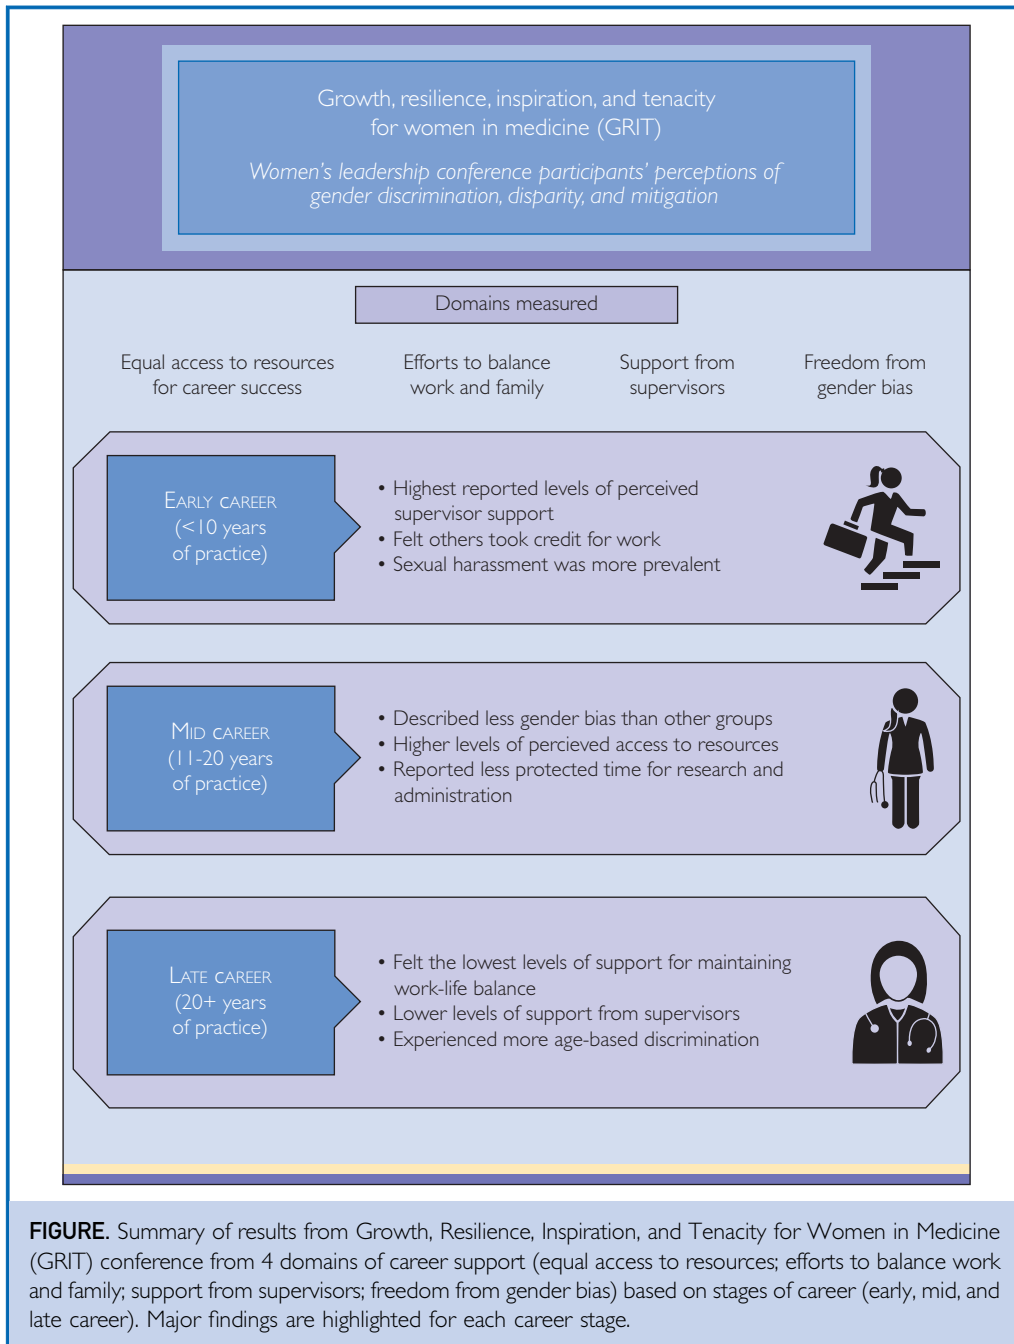 Growth, resilience, inspiration, and tenacity
for women in medicine (GRIT)
Women's leadership conference participants' perceptions of
gender discrimination, disparity, and mitigation
Domains measured
Equal access to resources
for career success
Efforts to balance
work and family
Support from
supervisors
Freedom from
gender bias
EARLY CAREER
(<10 years
of practice)
• Highest reported levels of perceived
supervisor support
• Felt others took credit for work
• Sexual harassment was more prevalent
MID CAREER
(11-20 years
of practice)
• Described less gender bias than other groups
• Higher levels of percieved access to resources
• Reported less protected time for research and
administration
LATE CAREER
(20+ years
of practice)
• Felt the lowest levels of support for maintaining
work-life balance
• Lower levels of support from supervisors
• Experienced more age-based discrimination
FIGURE. Summary of results from Growth, Resilience, Inspiration, and Tenacity for Women in Medicine
(GRIT) conference from 4 domains of career support (equal access to resources; efforts to balance work
and family; support from supervisors; freedom from gender bias) based on stages of career (early, mid, and
late career). Major findings are highlighted for each career stage.